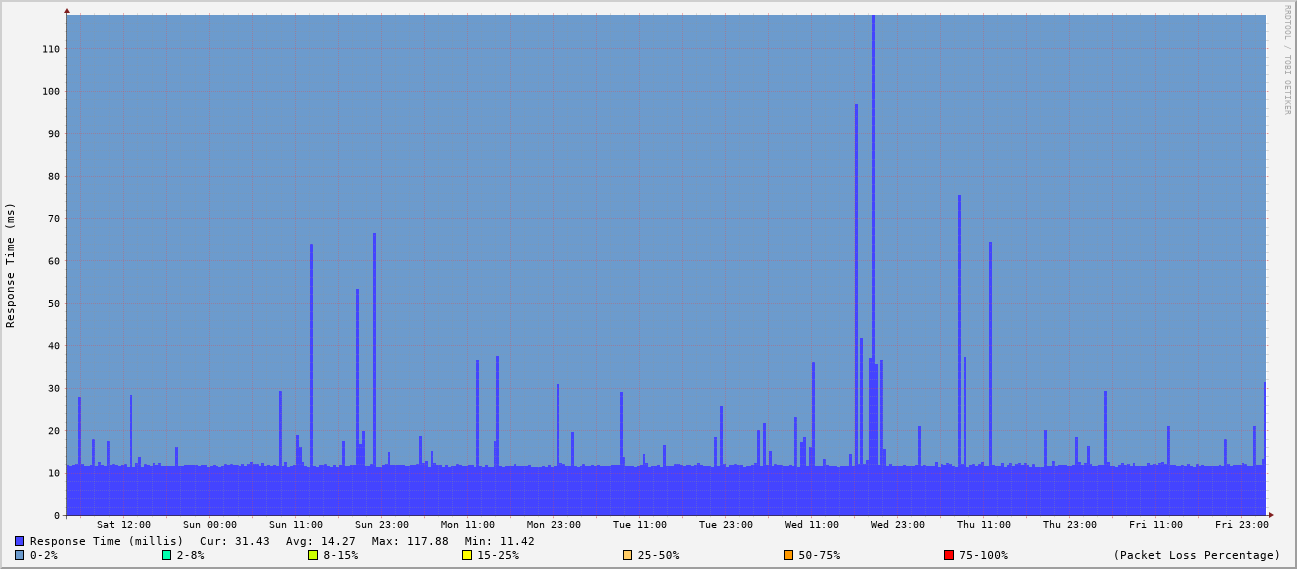 RRDTOOL / TOBI OETIKER
Response Time (ms)
110
100
90
80
70
60
50
40
30
20
10
0
Sat 12:00 Sun 00:00 Sun 11:00 Sun 23:00 Mon 11:00 Mon 23:00 Tue 11:00 Tue 23:00 Wed 11:00 Wed 23:00 Thu 11:00 Thu 23:00 Fri 11:00 Fri 23:00
Response Time (millis) Cur: 31.43 Avg: 14.27 Max: 117.88 Min: 11.42
0-2% 2-8% 8-15% 15-25% 25-50% 50-75% 75-100% (Packet Loss Percentage)